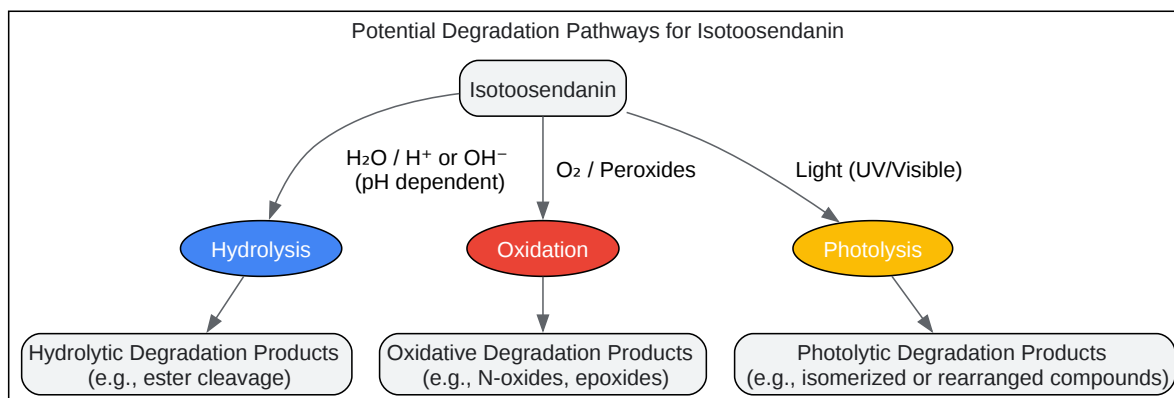 Potential Degradation Pathways for Isotoosendanin
Isotoosendanin
H₂O / H⁺ or OH⁻
(pH dependent)
O₂ / Peroxides
Light (UV/Visible)
Hydrolysis
Oxidation
Photolysis
Hydrolytic Degradation Products
(e.g., ester cleavage)
Oxidative Degradation Products
(e.g., N-oxides, epoxides)
Photolytic Degradation Products
(e.g., isomerized or rearranged compounds)